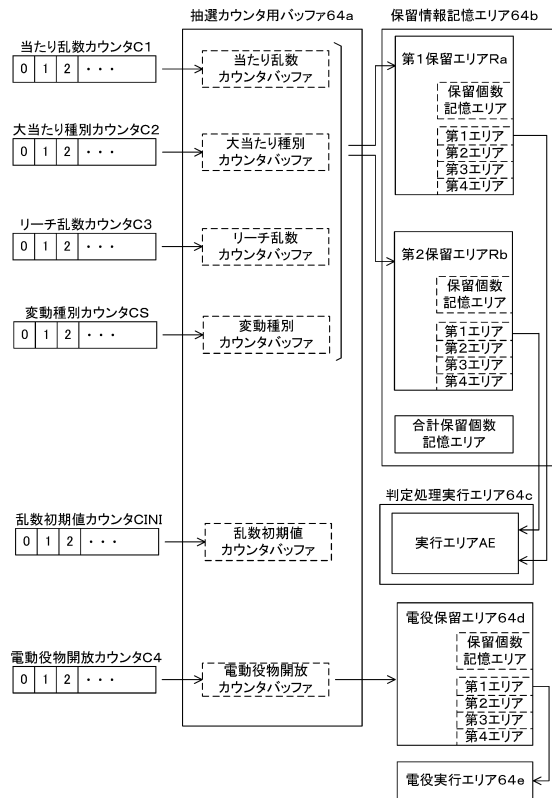 抽選カウンタ用バッファ64a
保留情報記憶エリア64b
当たり乱数カウンタC1
0 1 2 ・・・
当たり乱数
カウンタバッファ
大当たり種別カウンタC2
0 1 2 ・・・
大当たり種別
カウンタバッファ
リーチ乱数カウンタC3
0 1 2 ・・・
リーチ乱数
カウンタバッファ
変動種別カウンタCS
0 1 2 ・・・
変動種別
カウンタバッファ
第1保留エリアRa
保留個数
記憶エリア
第1エリア
第2エリア
第3エリア
第4エリア
第2保留エリアRb
保留個数
記憶エリア
第1エリア
第2エリア
第3エリア
第4エリア
合計保留個数
記憶エリア
乱数初期値カウンタCINI
0 1 2 ・・・
乱数初期値
カウンタバッファ
判定処理実行エリア64c
実行エリアAE
電動役物開放カウンタC4
0 1 2 ・・・
電動役物開放
カウンタバッファ
電役保留エリア64d
保留個数
記憶エリア
第1エリア
第2エリア
第3エリア
第4エリア
電役実行エリア64e